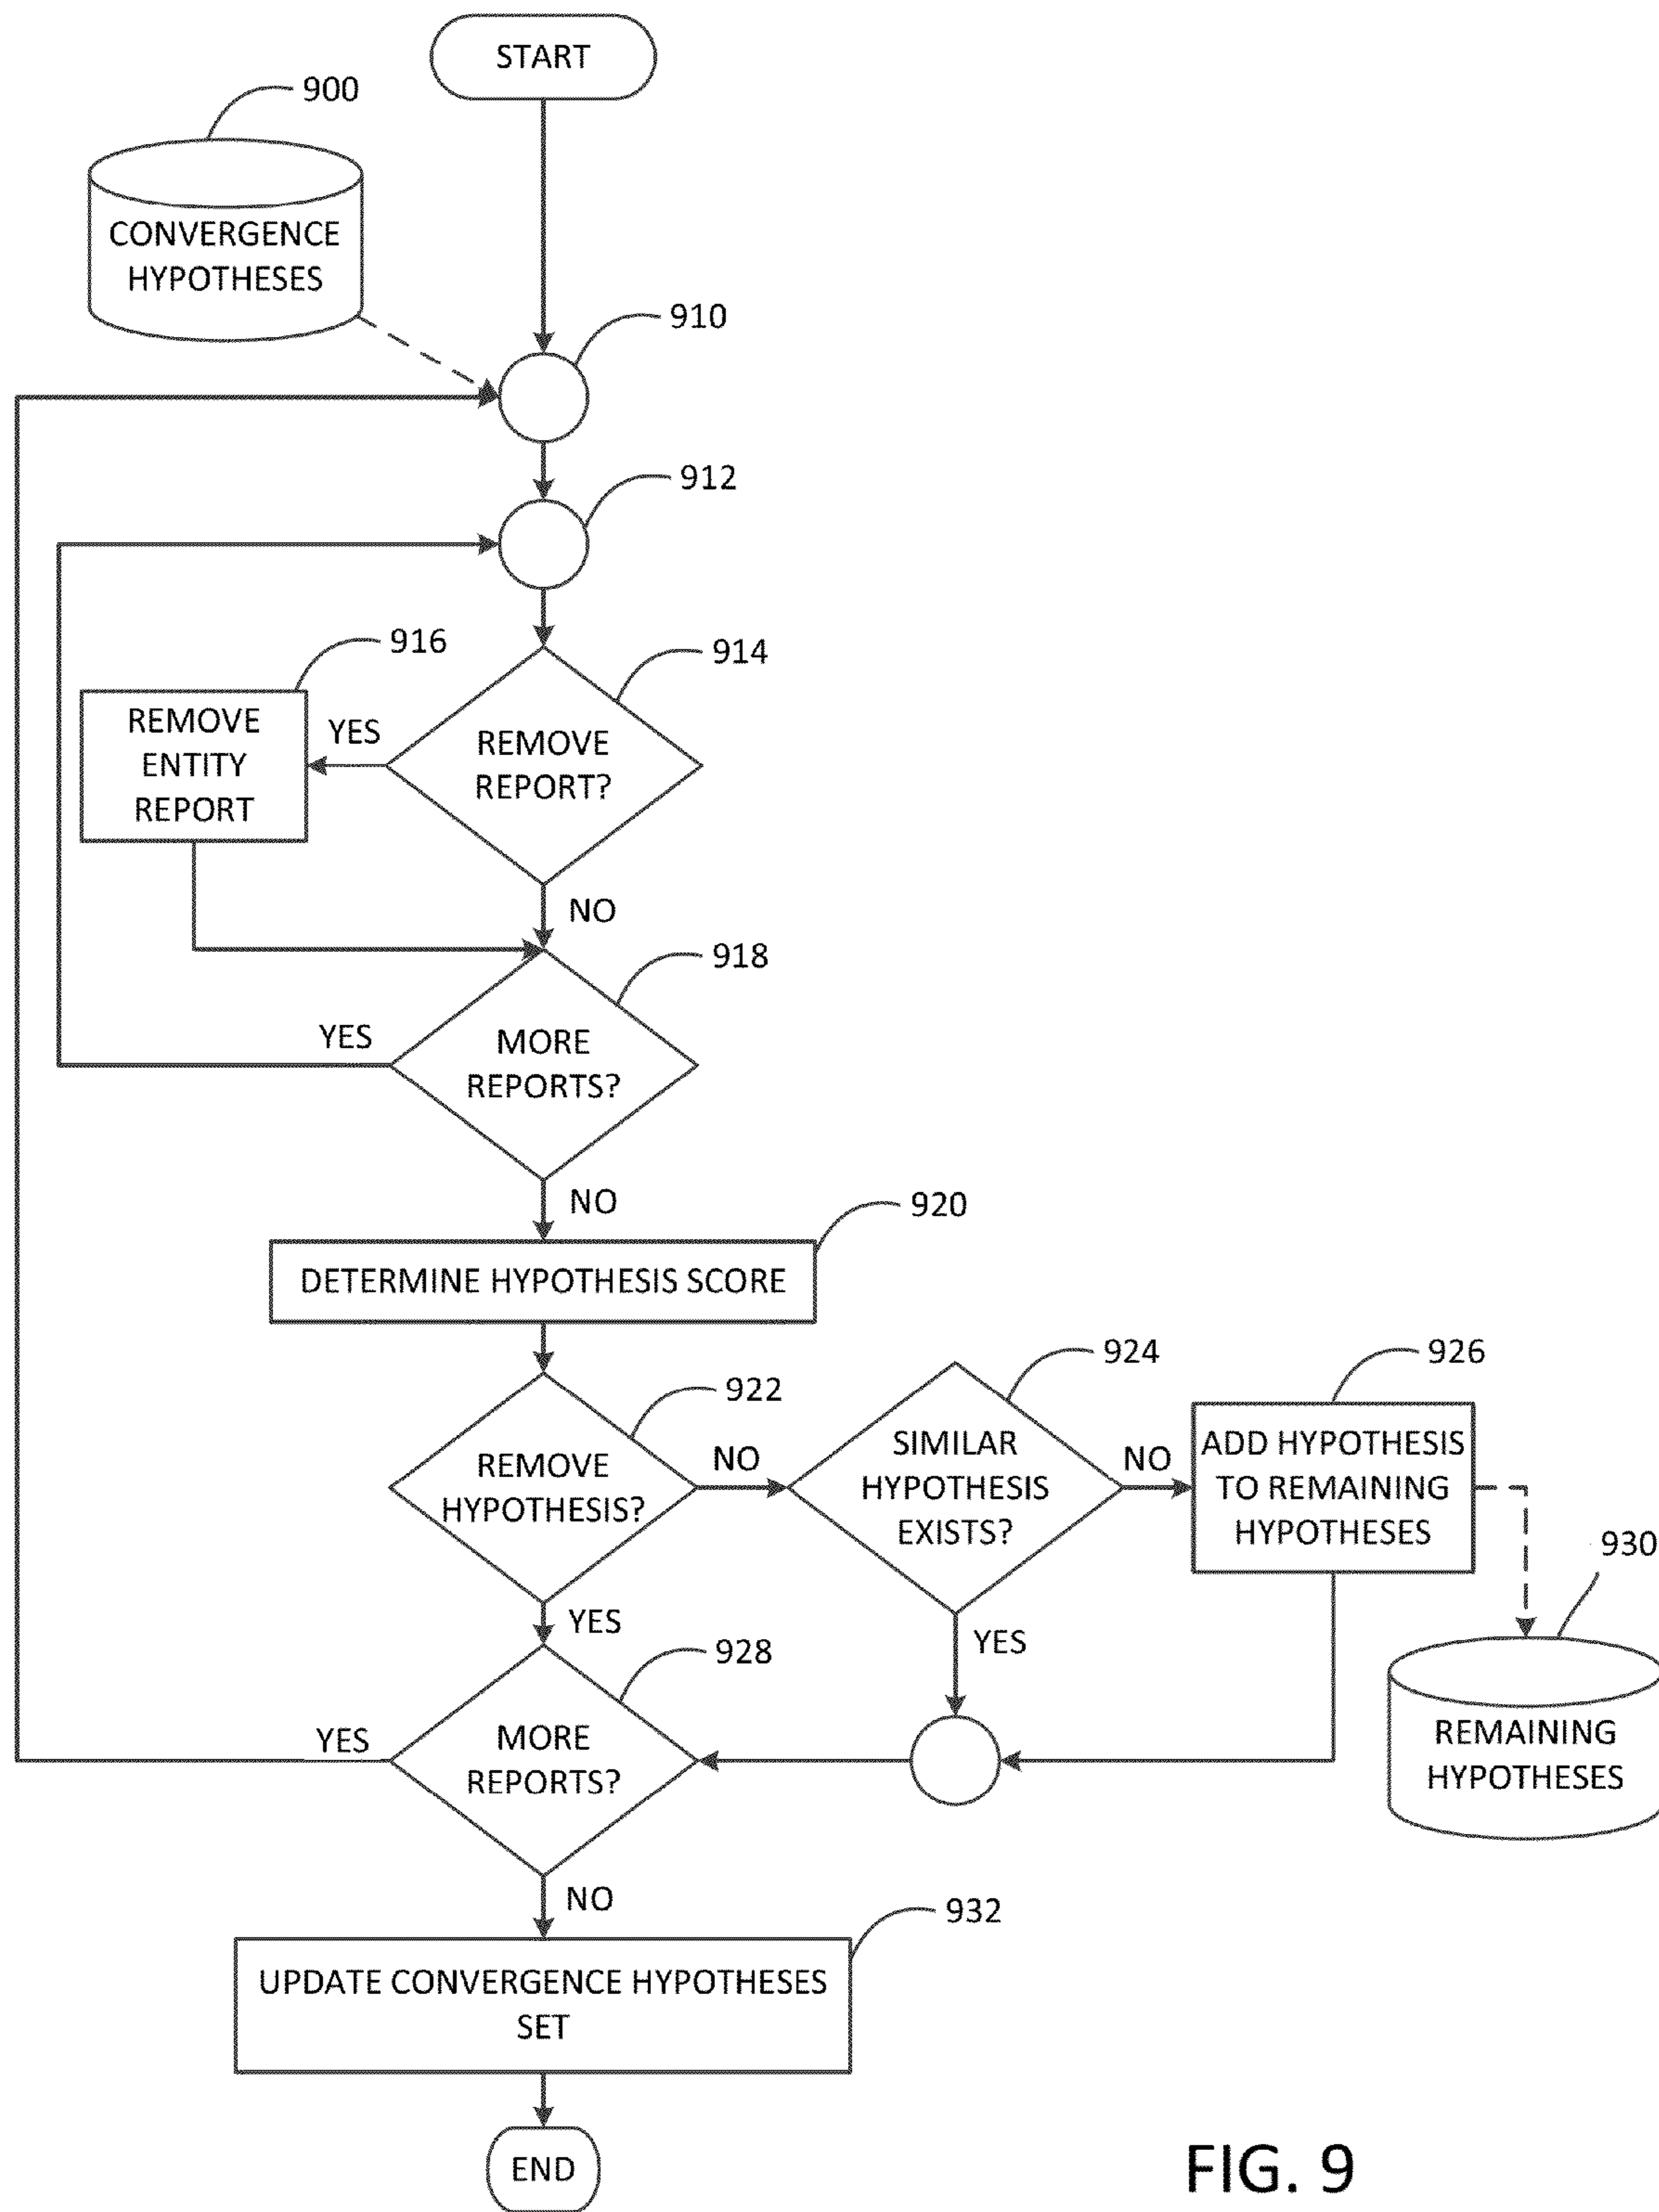 START
900
CONVERGENCE
HYPOTHESES
910
912
916
914
REMOVE
ENTITY
REPORT
YES
REMOVE
REPORT?
NO
918
YES
MORE
REPORTS?
NO
920
DETERMINE HYPOTHESIS SCORE
922
924
926
REMOVE
HYPOTHESIS?
NO
SIMILAR
HYPOTHESIS
EXISTS?
NO
ADD HYPOTHESIS
TO REMAINING
HYPOTHESES
930
YES
YES
928
YES
MORE
REPORTS?
REMAINING
HYPOTHESES
NO
932
UPDATE CONVERGENCE HYPOTHESES
SET
END
FIG. 9